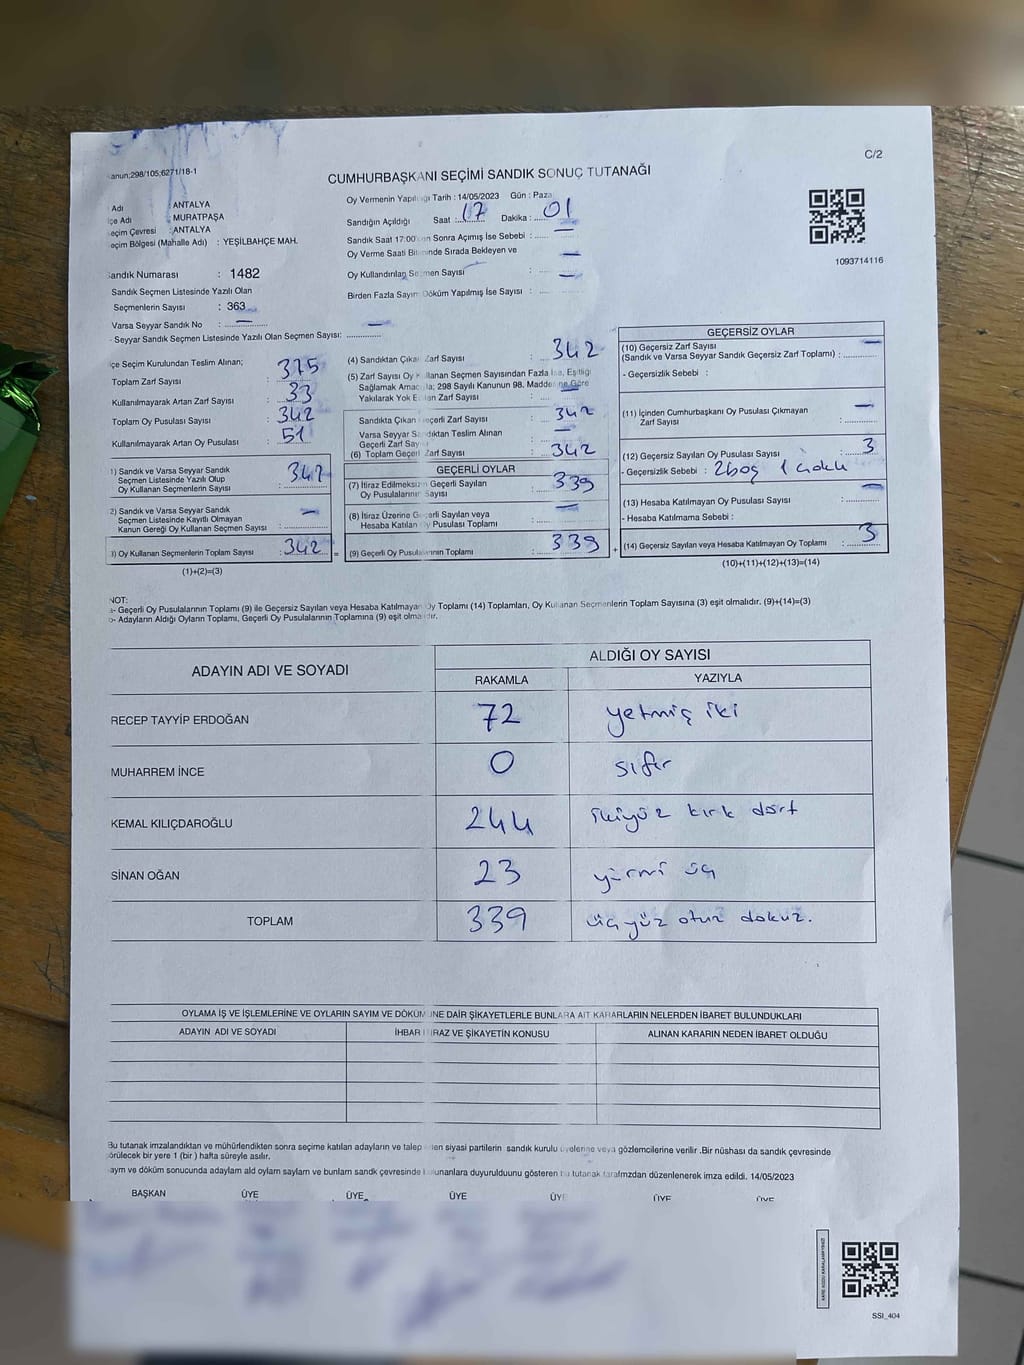 C/2
anun;298/105;6271/18-1
CUMHURBAŞKANI SEÇİMİ SANDIK SONUÇ TUTANAĞI
Adı : ANTALYA
çe Adı : MURATPAŞA
eçim Çevresi : ANTALYA
eçim Bölgesi (Mahalle Adı) : YEŞİLBAHÇE MAH.
Sandık Numarası : 1482
Sandık Seçmen Listesinde Yazılı Olan
Seçmenlerin Sayısı : 363
Varsa Seyyar Sandık No : —
- Seyyar Sandık Seçmen Listesinde Yazılı Olan Seçmen Sayısı: —
Oy Vermenin Yapıldığı Tarih : 14/05/2023 Gün : Paza
Sandığın Açıldığı Saat : 17 Dakika : 01
Sandık Saat 17:00'den Sonra Açımış İse Sebebi : —
Oy Verme Saati Bitiminde Sırada Bekleyen ve —
Oy Kullandırılan Seçmen Sayısı : —
Birden Fazla Sayım Döküm Yapılmış İse Sayısı :
1093714116
çe Seçim Kurulundan Teslim Alınan;
Toplam Zarf Sayısı : 375
Kullanılmayarak Artan Zarf Sayısı : 33
Toplam Oy Pusulası : 342
Kullanılmayarak Artan Oy Pusulası : 51
1) Sandık ve Varsa Seyyar Sandık
Seçmen Listesinde Yazılı Olup
Oy Kullanan Seçmenlerin Sayısı : 342
2) Sandık ve Varsa Seyyar Sandık
Seçmen Listesinde Kayıtlı Olmayan
Kanun Gereği Oy Kullanan Seçmen Sayısı : —
) Oy Kullanan Seçmenlerin Toplam Sayısı : 342 =
(1)+(2)=(3)
(4) Sandıktan Çıkan Zarf Sayısı : 342
(5) Zarf Sayısı Oy Kullanan Seçmen Sayısından Fazla İse, Eşitliği
Sağlamak Amacıyla; 298 Sayılı Kanunun 98. Maddesine Göre
Yakılarak Yok Edilen Zarf Sayısı : —
Sandıkta Çıkan Geçerli Zarf Sayısı : 342
Varsa Seyyar Sandıktan Teslim Alınan
Geçerli Zarf Sayısı : —
(6) Toplam Geçerli Zarf Sayısı : 342
GEÇERLİ OYLAR
(7) İtiraz Edilmeksizin Geçerli Sayılan
Oy Pusulalarının Sayısı : 339
(8) İtiraz Üzerine Geçerli Sayılan veya
Hesaba Katılan Oy Pusulası Toplamı : —
(9) Geçerli Oy Pusulalarının Toplamı : 339 +
GEÇERSİZ OYLAR
(10) Geçersiz Zarf Sayısı —
(Sandık ve Varsa Seyyar Sandık Geçersiz Zarf Toplamı) :
- Geçersizlik Sebebi :
(11) İçinden Cumhurbaşkanı Oy Pusulası Çıkmayan
Zarf Sayısı : —
(12) Geçersiz Sayılan Oy Pusulası Sayısı : 3
- Geçersizlik Sebebi : 2 boş 1
(13) Hesaba Katılmayan Oy Pusulası Sayısı : —
- Hesaba Katılmama Sebebi :
(14) Geçersiz Sayılan veya Hesaba Katılmayan Oy Toplamı : 3
(10)+(11)+(12)+(13)=(14)
NOT:
a- Geçerli Oy Pusulalarının Toplamı (9) ile Geçersiz Sayılan veya Hesaba Katılmayan Oy Toplamı (14) Toplamları, Oy Kullanan Seçmenlerin Toplam Sayısına (3) eşit olmalıdır. (9)+(14)=(3)
b- Adayların Aldığı Oyların Toplamı, Geçerli Oy Pusulalarının Toplamına (9) eşit olmalıdır.
ADAYIN ADI VE SOYADI ALDIĞI OY SAYISI
RAKAMLA YAZIYLA
RECEP TAYYİP ERDOĞAN 72 yetmiş iki
MUHARREM İNCE 0 sıfır
KEMAL KILIÇDAROĞLU 244 ikiyüz kırk dört
SİNAN OĞAN 23 yirmi üç
TOPLAM 339 üçyüz otuz dokuz.
OYLAMA İŞ VE İŞLEMLERİNE VE OYLARIN SAYIM VE DÖKÜMÜNE DAİR ŞİKAYETLERLE BUNLARA AİT KARARLARIN NELERDEN İBARET BULUNDUKLARI
ADAYIN ADI VE SOYADI İHBAR İTİRAZ VE ŞİKAYETİN KONUSU ALINAN KARARIN NEDEN İBARET OLDUĞU
Bu tutanak imzalandıktan ve mühürlendikten sonra seçime katılan adayların ve talep eden siyasi partilerin sandık kurulu üyelerine veya gözlemcilerine verilir .Bir nüshası da sandık çevresinde
örülecek bir yere 1 (bir ) hafta süreyle asılır.
ayım ve döküm sonucunda adaylam ald oylarn sayların ve bunlam sandk çevresinde bulunanlara duyurulduunu gösteren bu tutanak tarafmzdan düzenlenerek imza edildi. 14/05/2023
BAŞKAN ÜYE ÜYE ÜYE ÜYE ÜYE ÜYE
SSI_404